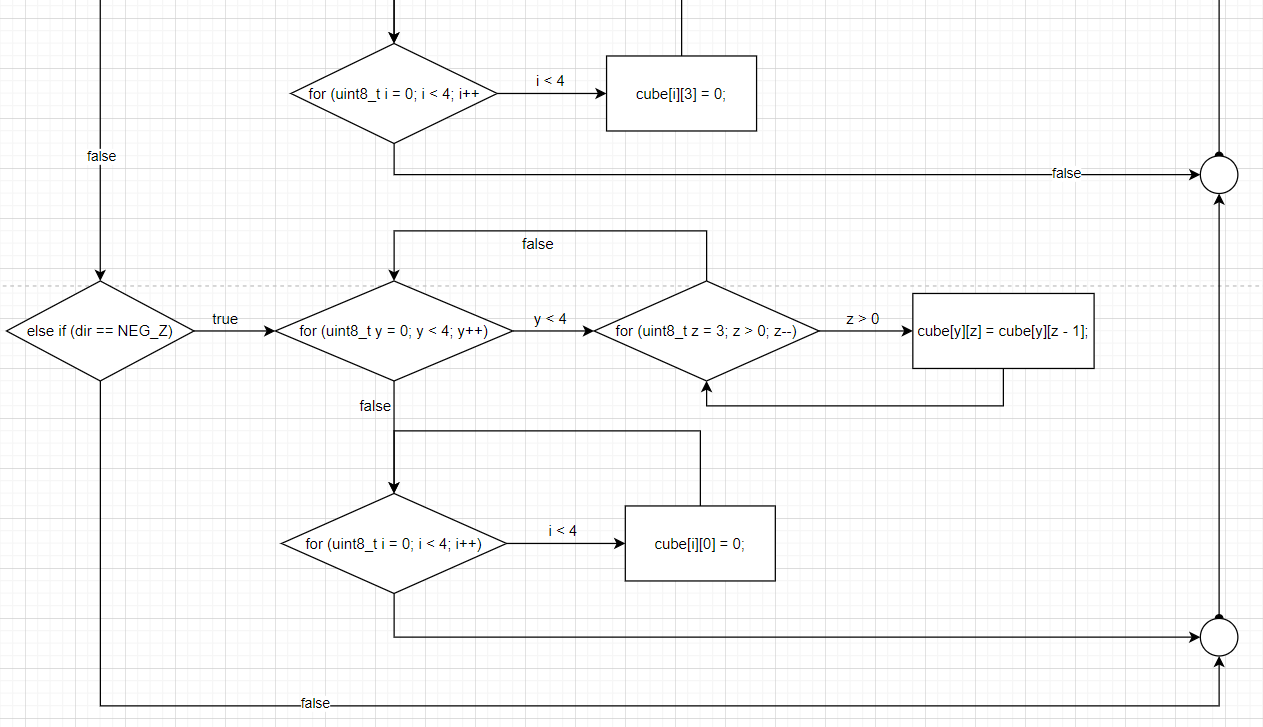 i < 4
for (uint8_t i = 0; i < 4; i++
cube[i][3] = 0;
false
false
false
else if (dir == NEG_Z)
true
for (uint8_t y = 0; y < 4; y++)
y < 4
for (uint8_t z = 3; z > 0; z--)
z > 0
cube[y][z] = cube[y][z - 1];
false
for (uint8_t i = 0; i < 4; i++)
i < 4
cube[i][0] = 0;
false